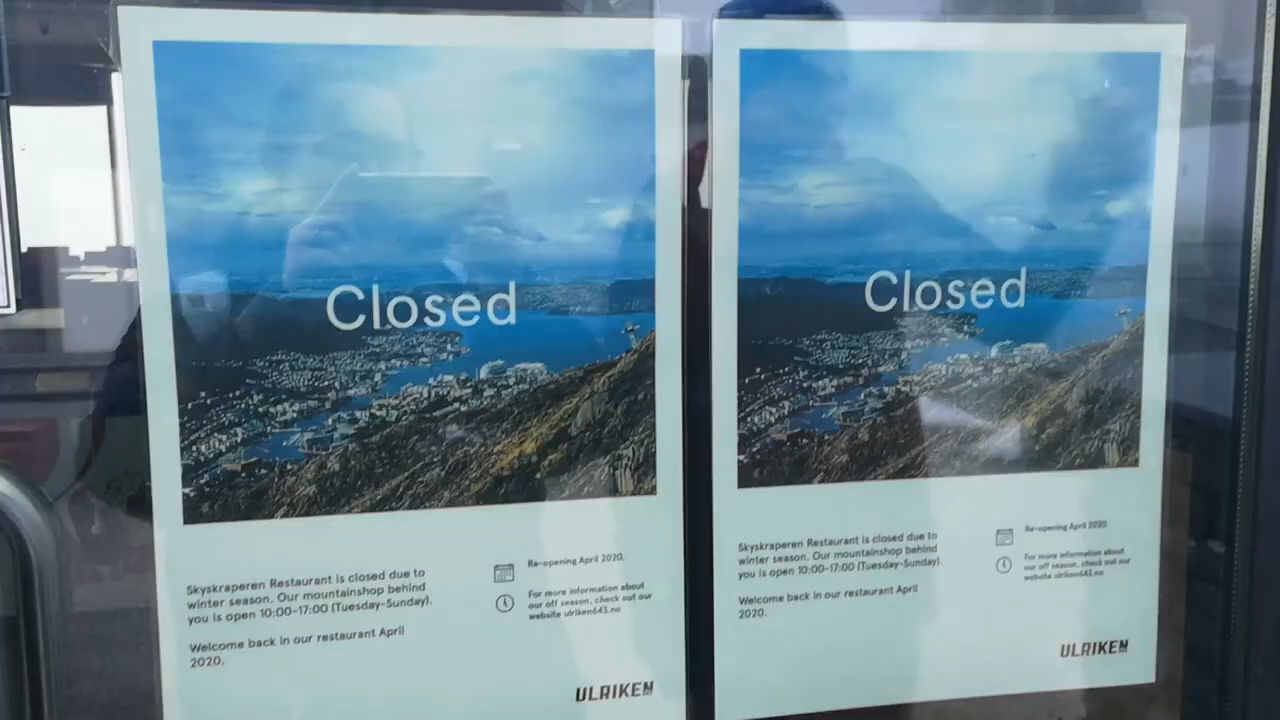 Closed
Skyskraperen Restaurant is closed due to
winter season. Our mountainshop behind
you is open 10:00-17:00 (Tuesday-Sunday).
Welcome back in our restaurant April
2020.
Re-opening April 2020.
For more information about
our off season, check out our
website ulriken643.no
ULRIKEN
Closed
Skyskraperen Restaurant is closed due to
winter season. Our mountainshop behind
you is open 10:00-17:00 (Tuesday-Sunday).
Welcome back in our restaurant April
2020.
Re-opening April 2020.
For more information about
our off season, check out our
website ulriken643.no
ULRIKEN